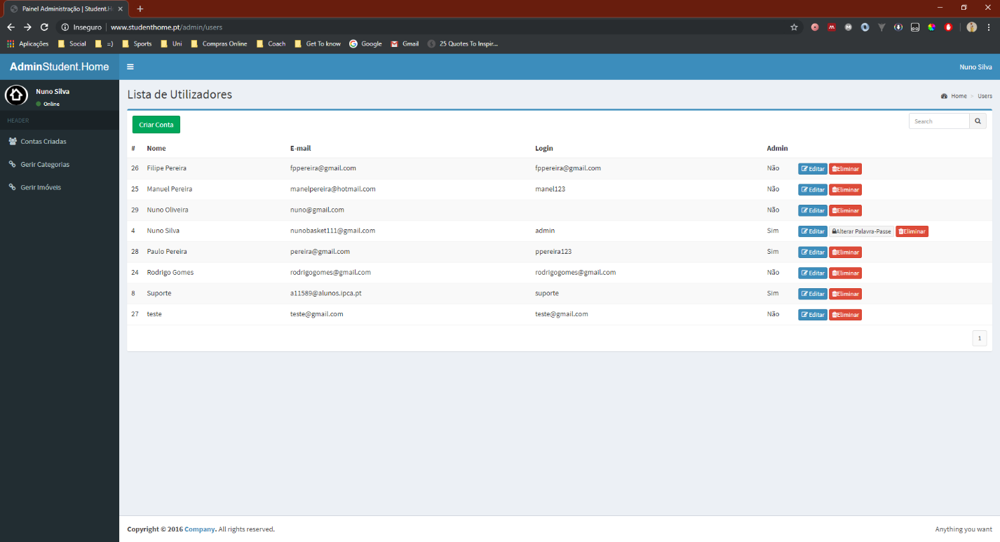 Painel Administração | Student.H
Inseguro www.studenthome.pt/admin/users
Aplicações Social =) Sports Uni Compras Online Coach Get To know Google Gmail 25 Quotes To Inspir...
AdminStudent.Home Nuno Silva
Nuno Silva
Online
HEADER
Contas Criadas
Gerir Categorias
Gerir Imóveis
Lista de Utilizadores
Home > Users
Criar Conta Search
# Nome E-mail Login Admin
26 Filipe Pereira fppereira@gmail.com fppereira@gmail.com Não Editar Eliminar
25 Manuel Pereira manelpereira@hotmail.com manel123 Não Editar Eliminar
29 Nuno Oliveira nuno@gmail.com Não Editar Eliminar
4 Nuno Silva nunobasket111@gmail.com admin Sim Editar Alterar Palavra-Passe Eliminar
28 Paulo Pereira pereira@gmail.com ppereira123 Sim Editar Eliminar
24 Rodrigo Gomes rodrigogomes@gmail.com rodrigogomes@gmail.com Não Editar Eliminar
8 Suporte a11589@alunos.ipca.pt suporte Sim Editar Eliminar
27 teste teste@gmail.com teste@gmail.com Não Editar Eliminar
1
Copyright © 2016 Company. All rights reserved. Anything you want